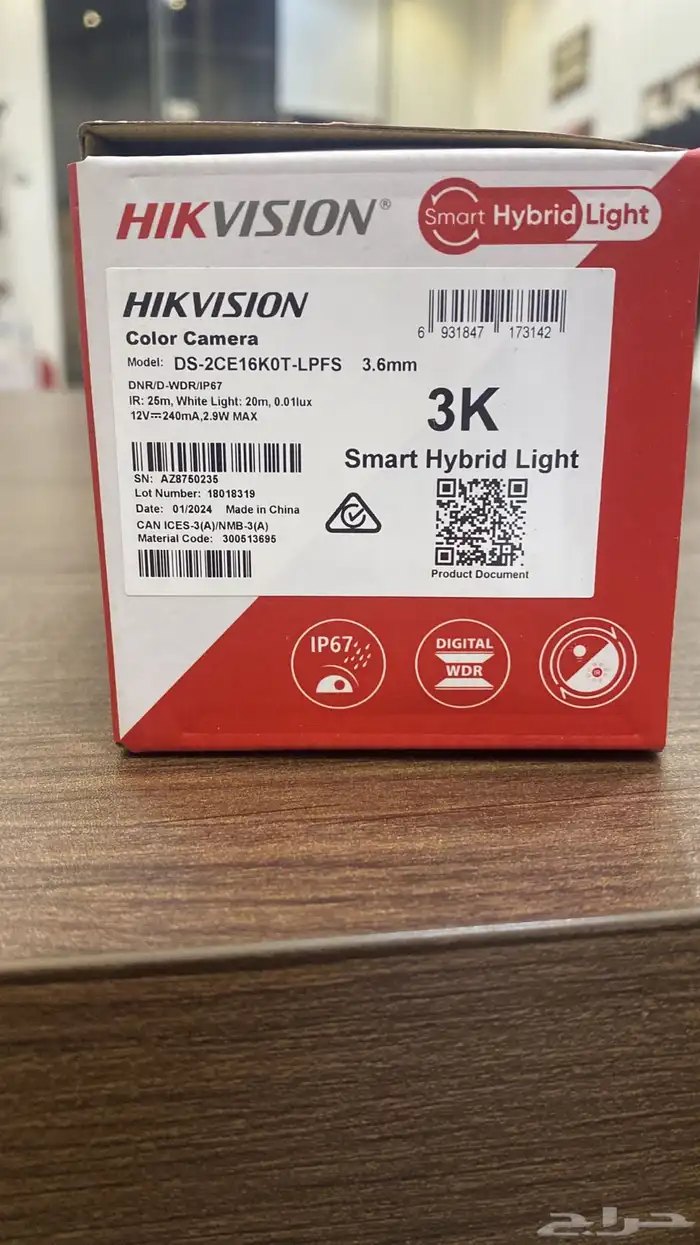 HIKVISION®
Smart Hybrid Light
HIKVISION
Color Camera
Model: DS-2CE16K0T-LPFS 3.6mm
DNR/D-WDR/IP67
IR: 25m, White Light: 20m, 0.01lux
12V⎓240mA,2.9W MAX
6 931847 173142
3K
Smart Hybrid Light
SN: AZ8750235
Lot Number: 18018319
Date: 01/2024 Made in China
CAN ICES-3(A)/NMB-3(A)
Material Code: 300513695
Product Document
IP67
DIGITAL
WDR
IR
حراج